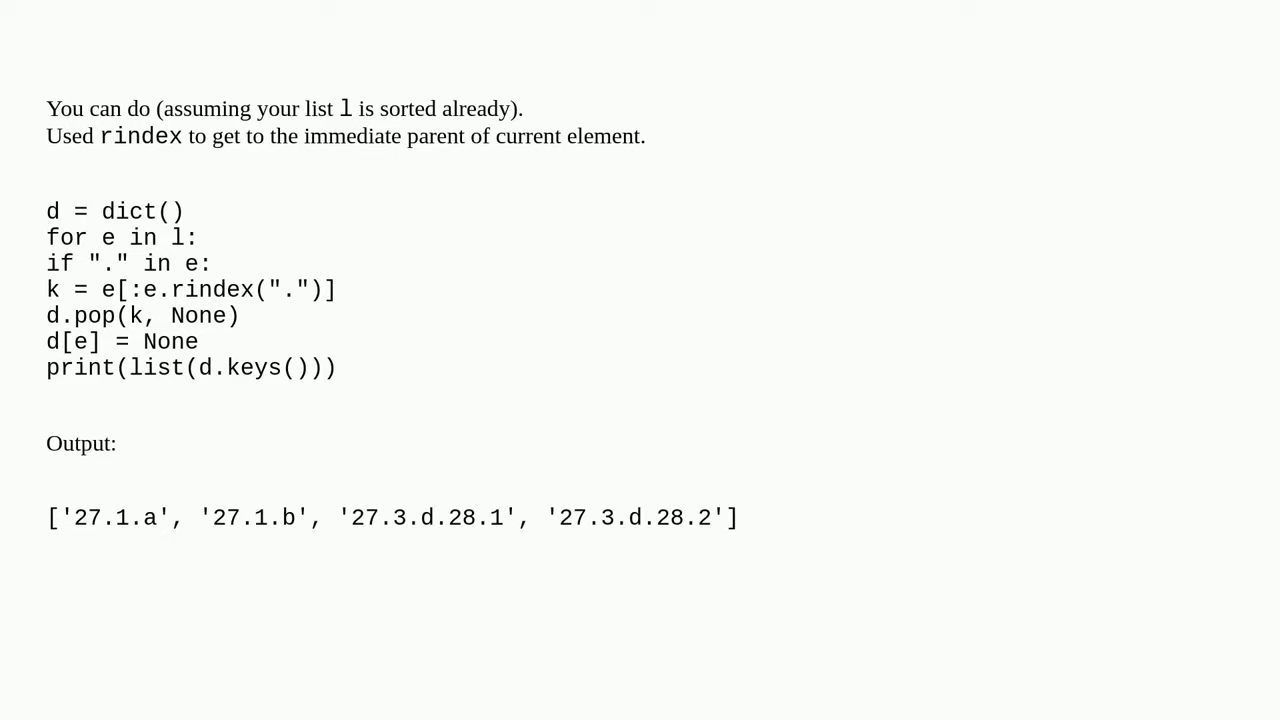 You can do (assuming your list l is sorted already).
Used rindex to get to the immediate parent of current element.
d = dict()
for e in l:
if "." in e:
k = e[:e.rindex(".")]
d.pop(k, None)
d[e] = None
print(list(d.keys()))
Output:
['27.1.a', '27.1.b', '27.3.d.28.1', '27.3.d.28.2']